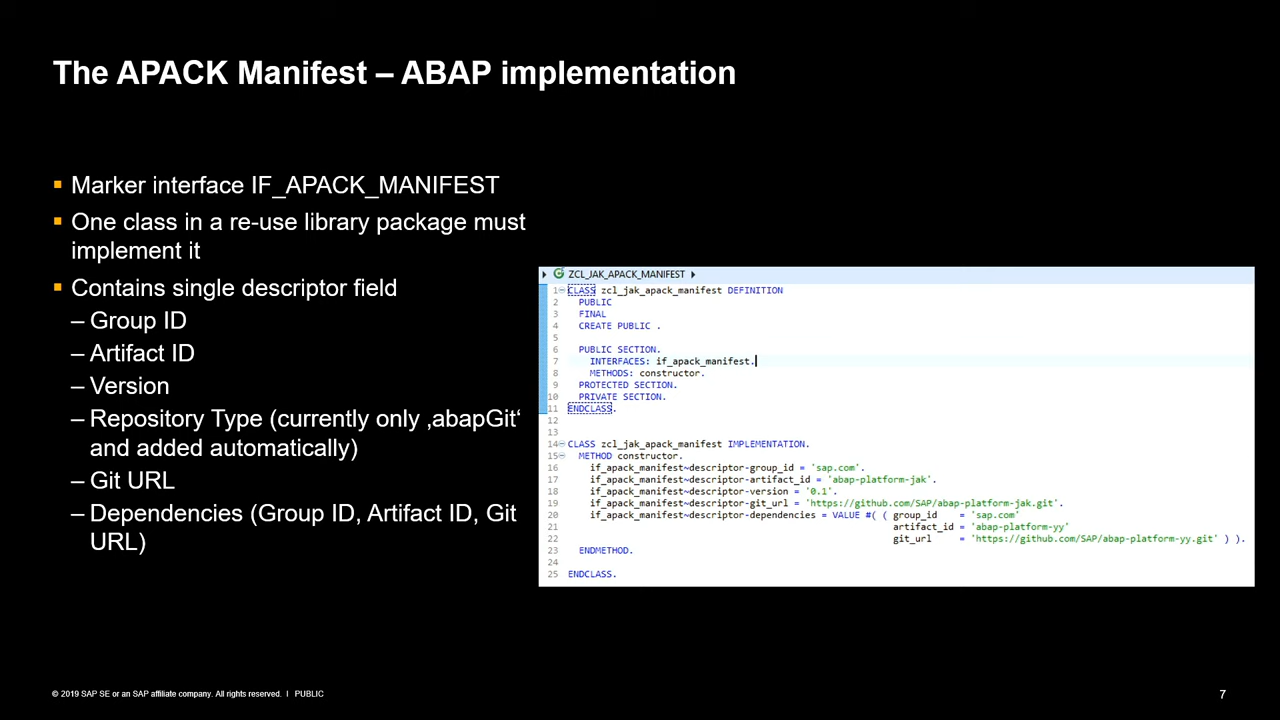 The APACK Manifest – ABAP implementation
▪ Marker interface IF_APACK_MANIFEST
▪ One class in a re-use library package must
implement it
▪ Contains single descriptor field
– Group ID
– Artifact ID
– Version
– Repository Type (currently only ‚abapGit‘
and added automatically)
– Git URL
– Dependencies (Group ID, Artifact ID, Git
URL)
ZCL_JAK_APACK_MANIFEST
1 CLASS zcl_jak_apack_manifest DEFINITION
2 PUBLIC
3 FINAL
4 CREATE PUBLIC .
5
6 PUBLIC SECTION.
7 INTERFACES: if_apack_manifest.
8 METHODS: constructor.
9 PROTECTED SECTION.
10 PRIVATE SECTION.
11 ENDCLASS.
12
13
14 CLASS zcl_jak_apack_manifest IMPLEMENTATION.
15 METHOD constructor.
16 if_apack_manifest~descriptor-group_id = 'sap.com'.
17 if_apack_manifest~descriptor-artifact_id = 'abap-platform-jak'.
18 if_apack_manifest~descriptor-version = '0.1'.
19 if_apack_manifest~descriptor-git_url = 'https://github.com/SAP/abap-platform-jak.git'.
20 if_apack_manifest~descriptor-dependencies = VALUE #( ( group_id = 'sap.com'
21 artifact_id = 'abap-platform-yy'
22 git_url = 'https://github.com/SAP/abap-platform-yy.git' ) ).
23 ENDMETHOD.
24
25 ENDCLASS.
© 2019 SAP SE or an SAP affiliate company. All rights reserved. I PUBLIC
7